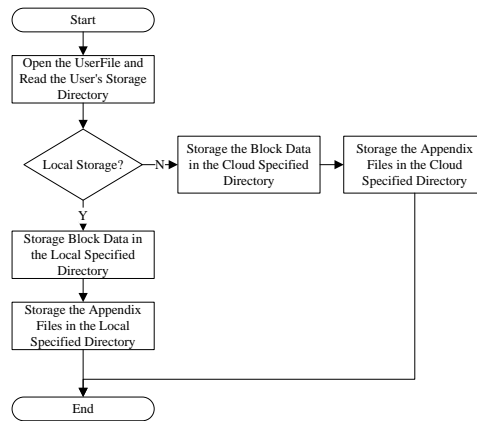 Start
Open the UserFile and
Read the User's Storage
Directory
Local Storage?
N
Storage the Block Data
in the Cloud Specified
Directory
Storage the Appendix
Files in the Cloud
Specified Directory
Y
Storage Block Data in
the Local Specified
Directory
Storage the Appendix
Files in the Local
Specified Directory
End